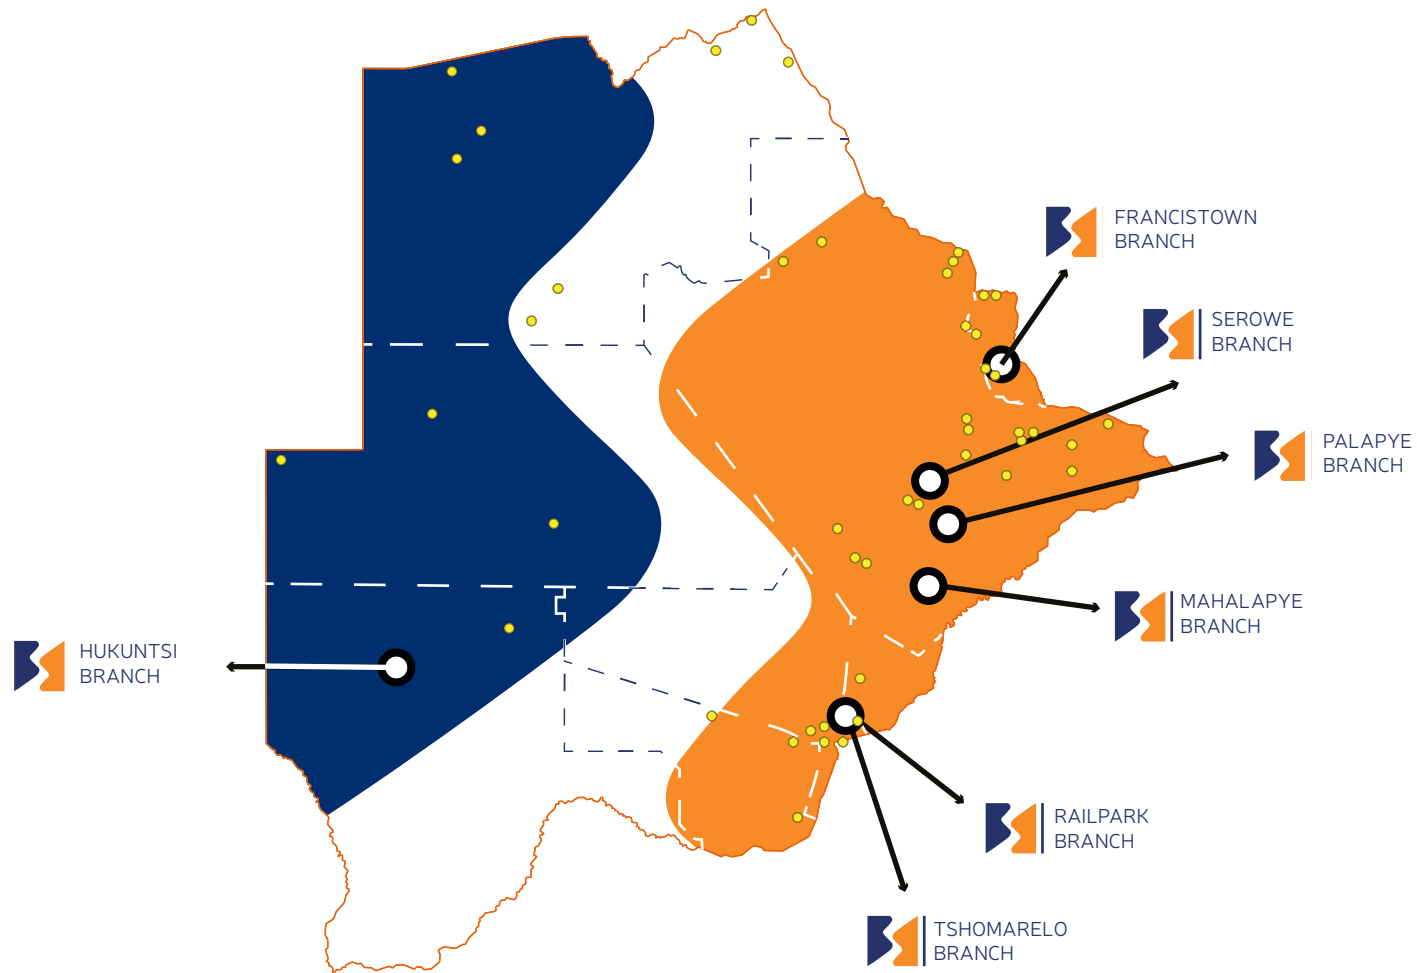 FRANCISTOWN
BRANCH
SEROWE
BRANCH
PALAPYE
BRANCH
MAHALAPYE
BRANCH
HUKUNTSI
BRANCH
RAILPARK
BRANCH
TSHOMARELO
BRANCH